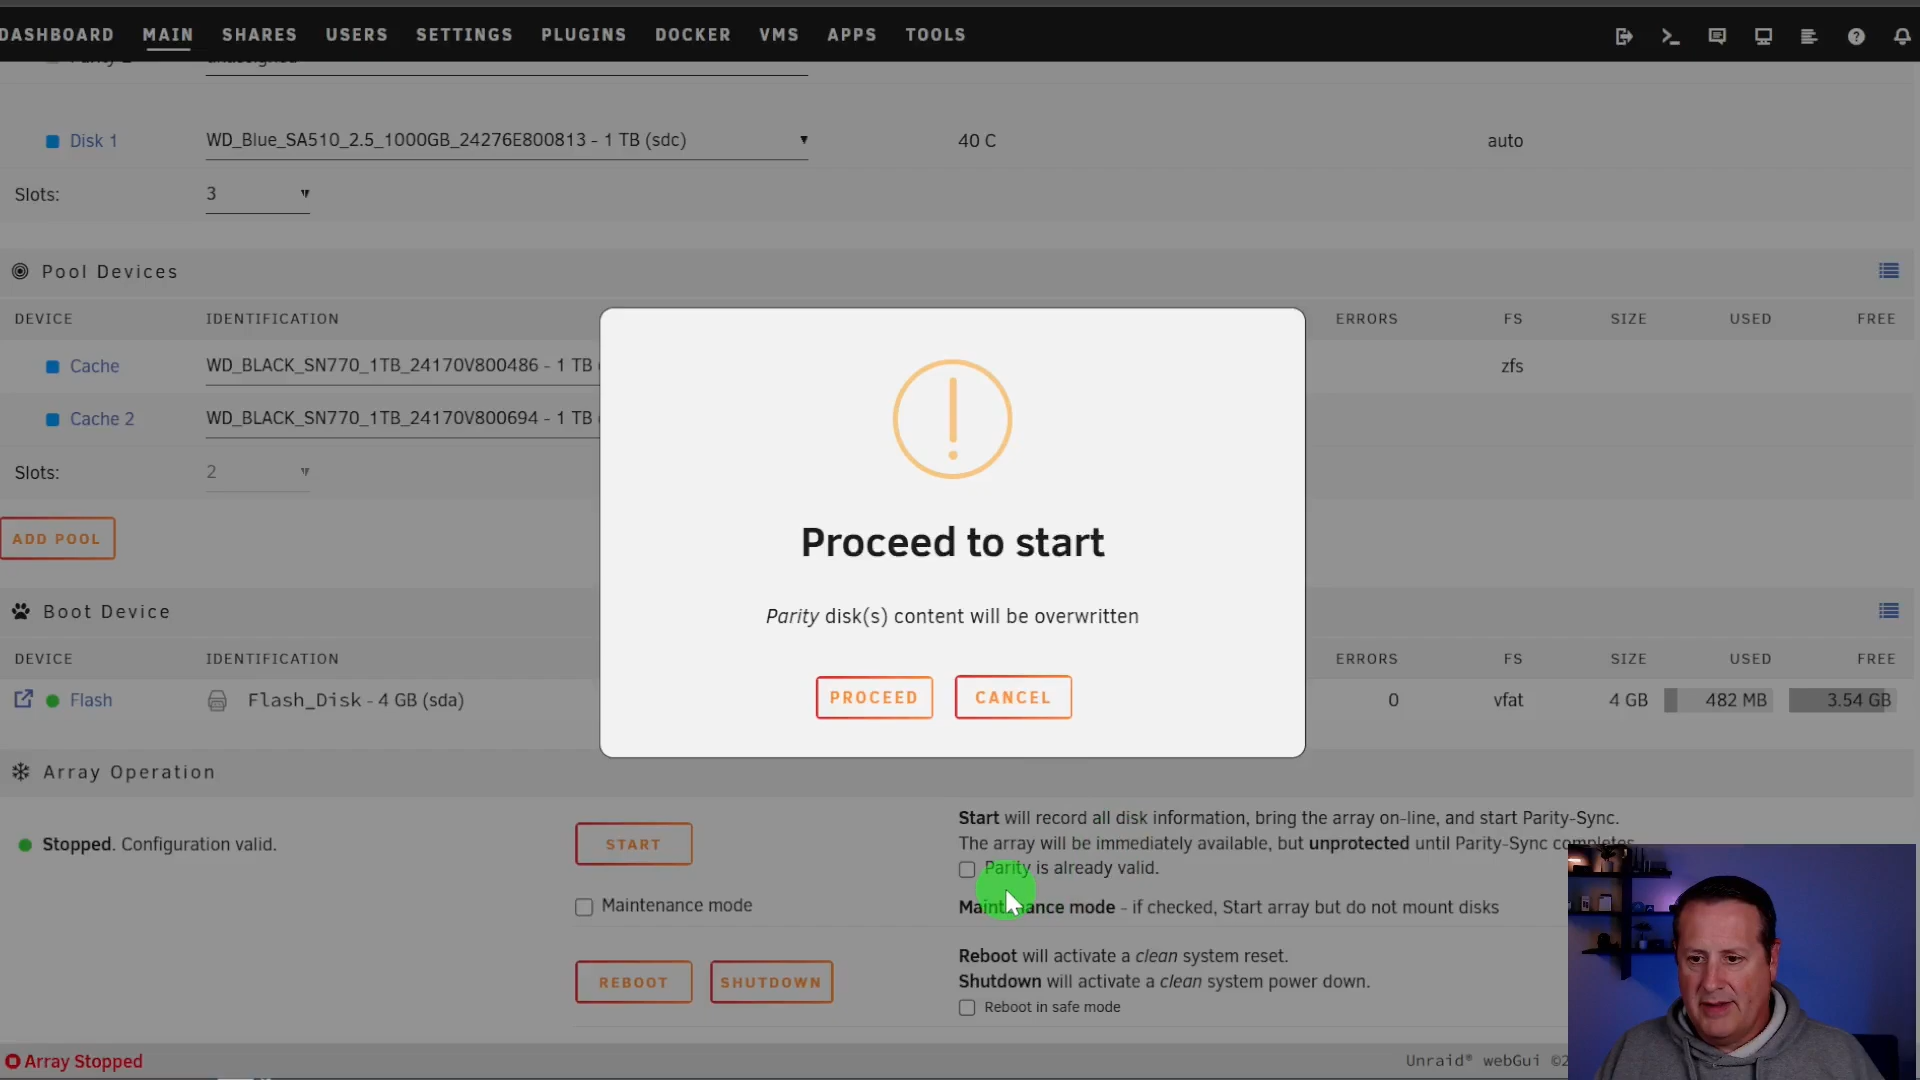 DASHBOARD MAIN SHARES USERS SETTINGS PLUGINS DOCKER VMS APPS TOOLS
Disk 1 WD_Blue_SA510_2.5_1000GB_24276E800813 - 1 TB (sdc) 40 C auto
Slots: 3
Pool Devices
DEVICE IDENTIFICATION ERRORS FS SIZE USED FREE
Cache WD_BLACK_SN770_1TB_24170V800486 - 1 TB zfs
Cache 2 WD_BLACK_SN770_1TB_24170V800694 - 1 TB
Slots: 2
ADD POOL
Proceed to start
Parity disk(s) content will be overwritten
PROCEED CANCEL
Boot Device
DEVICE IDENTIFICATION ERRORS FS SIZE USED FREE
Flash Flash_Disk - 4 GB (sda) 0 vfat 4 GB 482 MB 3.54 GB
Array Operation
Stopped. Configuration valid. START Start will record all disk information, bring the array on-line, and start Parity-Sync.
The array will be immediately available, but unprotected until Parity-Sync completes.
Parity is already valid.
Maintenance mode Maintenance mode - if checked, Start array but do not mount disks
REBOOT SHUTDOWN Reboot will activate a clean system reset.
Shutdown will activate a clean system power down.
Reboot in safe mode
Array Stopped Unraid® webGui ©2